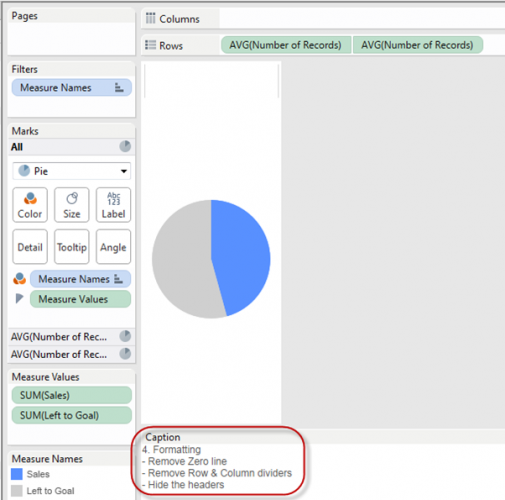 Pages
Columns
Rows
AVG(Number of Records)
AVG(Number of Records)
Filters
Measure Names
Marks
All
Pie
Color
Size
Abc
123
Label
Detail
Tooltip
Angle
Measure Names
Measure Values
AVG(Number of Rec...
AVG(Number of Rec...
Measure Values
SUM(Sales)
SUM(Left to Goal)
Measure Names
Sales
Left to Goal
Caption
4. Formatting
- Remove Zero line
- Remove Row & Column dividers
- Hide the headers